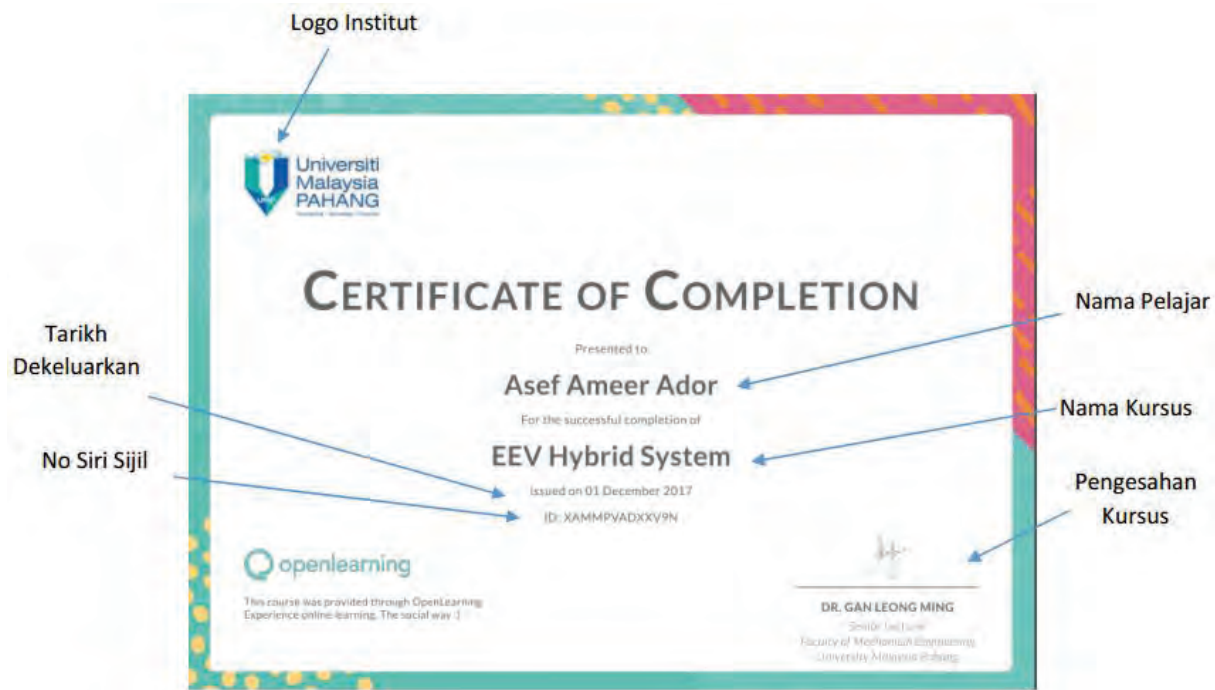 Logo Institut
Universiti
Malaysia
PAHANG
CERTIFICATE OF COMPLETION
Nama Pelajar
Presented to
Tarikh
Dekeluarkan
Asef Ameer Ador
For the successful completion of
Nama Kursus
EEV Hybrid System
No Siri Sijil
Issued on 01 December 2017
ID: XAMMPVADXXV9N
Pengesahan
Kursus
openlearning
This course was provided through OpenLearning
Experience online learning. The social way :)
DR. GAN LEONG MING
Senior Lecturer
Faculty of Mechanical Engineering
University Malaysia Pahang